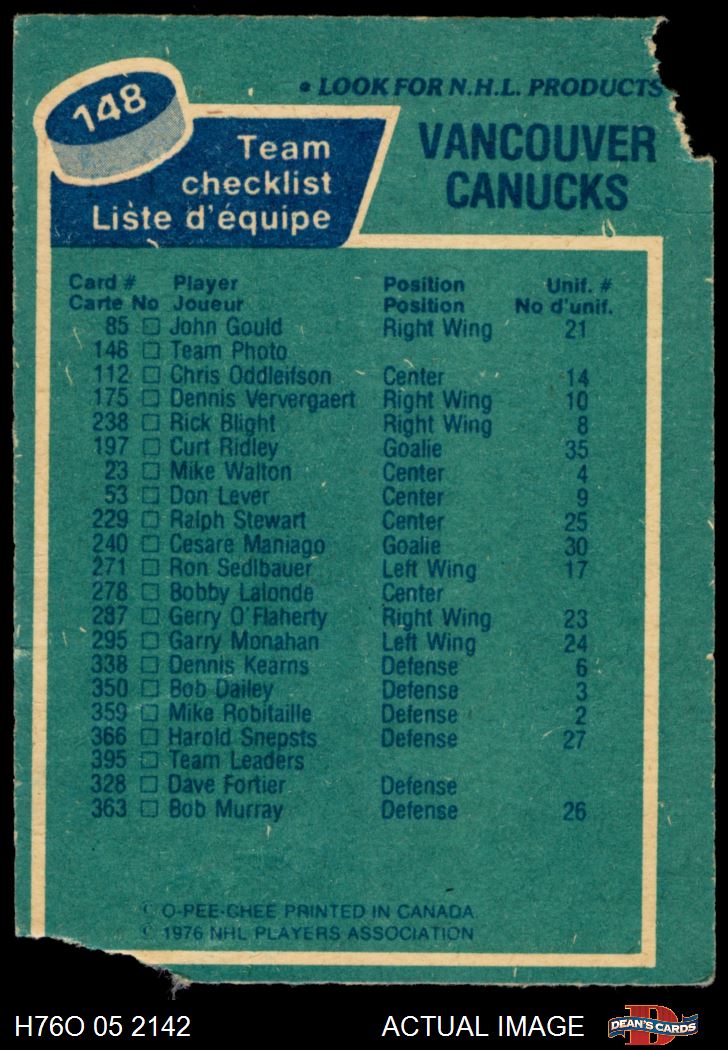 • LOOK FOR N.H.L. PRODUCTS
148
Team checklist
Liste d'équipe
VANCOUVER
CANUCKS
Card # Player Position Unif. #
Carte No Joueur Position No d'unif.
85 John Gould Right Wing 21
148 Team Photo
112 Chris Oddleifson Center 14
175 Dennis Ververgaert Right Wing 10
238 Rick Blight Right Wing 8
197 Curt Ridley Goalie 35
23 Mike Walton Center 4
53 Don Lever Center 9
229 Ralph Stewart Center 25
240 Cesare Maniago Goalie 30
271 Ron Sedlbauer Left Wing 17
278 Bobby Lalonde Center
287 Gerry O'Flaherty Right Wing 23
295 Garry Monahan Left Wing 24
338 Dennis Kearns Defense 6
350 Bob Dailey Defense 3
359 Mike Robitaille Defense 2
366 Harold Snepsts Defense 27
395 Team Leaders
328 Dave Fortier Defense
363 Bob Murray Defense 26
© O-PEE-CHEE PRINTED IN CANADA
© 1976 NHL PLAYERS ASSOCIATION
H76O 05 2142 ACTUAL IMAGE DEAN'S CARDS